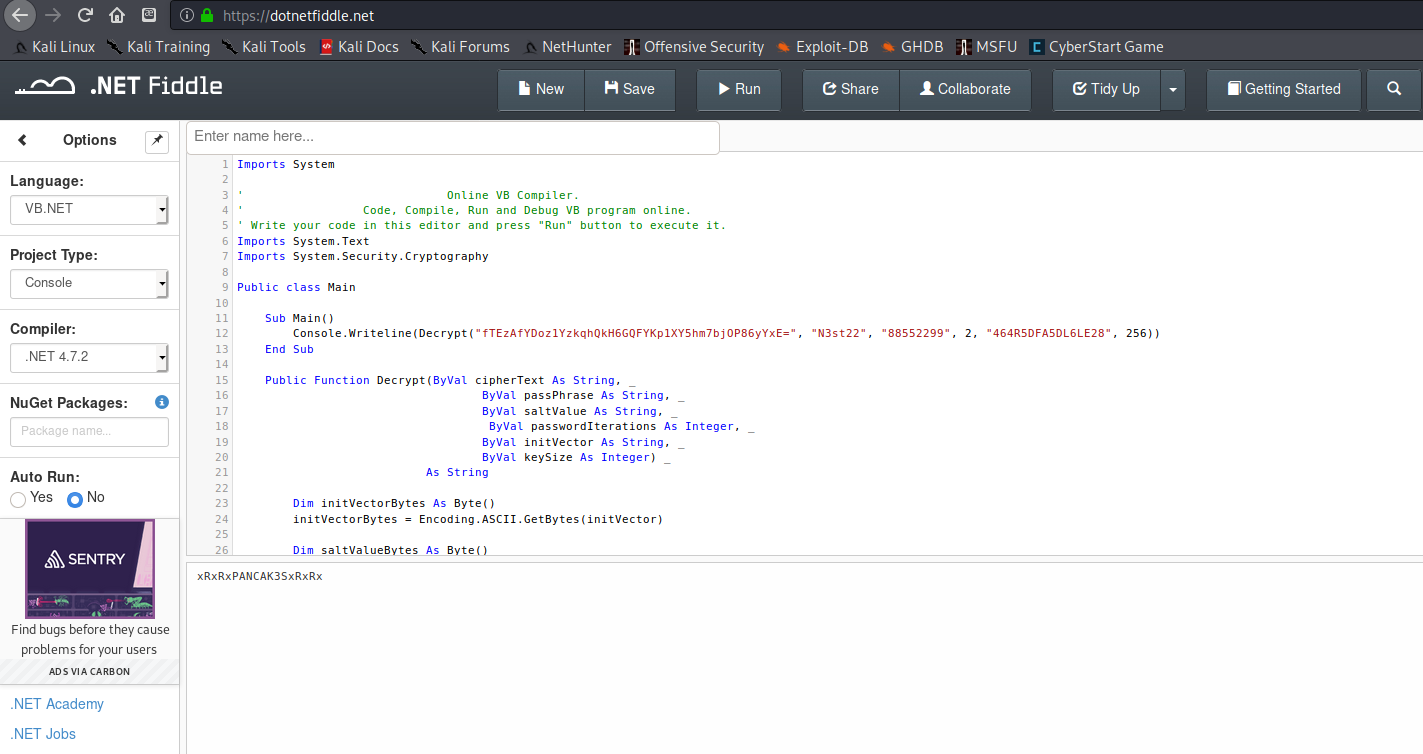 https://dotnetfiddle.net
Kali Linux Kali Training Kali Tools Kali Docs Kali Forums NetHunter Offensive Security Exploit-DB GHDB MSFU CyberStart Game
.NET Fiddle New Save Run Share Collaborate Tidy Up Getting Started
Options
Enter name here...
Language:
VB.NET
Project Type:
Console
Compiler:
.NET 4.7.2
NuGet Packages:
Package name...
Auto Run:
Yes No
SENTRY
Find bugs before they cause
problems for your users
ADS VIA CARBON
.NET Academy
.NET Jobs
1 Imports System
2
3 ' Online VB Compiler.
4 ' Code, Compile, Run and Debug VB program online.
5 ' Write your code in this editor and press "Run" button to execute it.
6 Imports System.Text
7 Imports System.Security.Cryptography
8
9 Public class Main
10
11 Sub Main()
12 Console.Writeline(Decrypt("fTEzAfYDoz1YzkqhQkH6GQFYKp1XY5hm7bjOP86yYxE=", "N3st22", "88552299", 2, "464R5DFA5DL6LE28", 256))
13 End Sub
14
15 Public Function Decrypt(ByVal cipherText As String, _
16 ByVal passPhrase As String, _
17 ByVal saltValue As String, _
18 ByVal passwordIterations As Integer, _
19 ByVal initVector As String, _
20 ByVal keySize As Integer) _
21 As String
22
23 Dim initVectorBytes As Byte()
24 initVectorBytes = Encoding.ASCII.GetBytes(initVector)
25
26 Dim saltValueBytes As Byte()
xRxRxPANCAK3SxRxRx